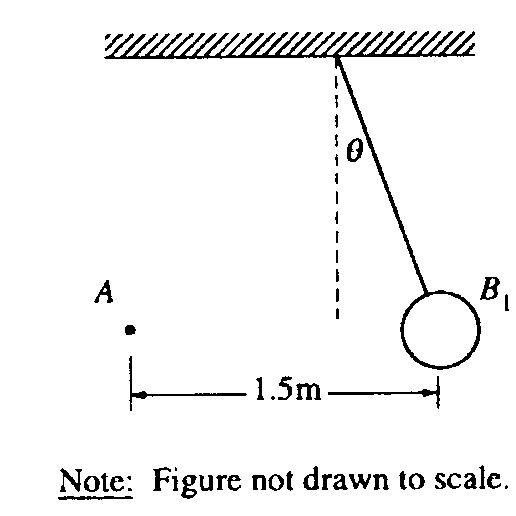 θ
A
B₁
1.5m
Note: Figure not drawn to scale.